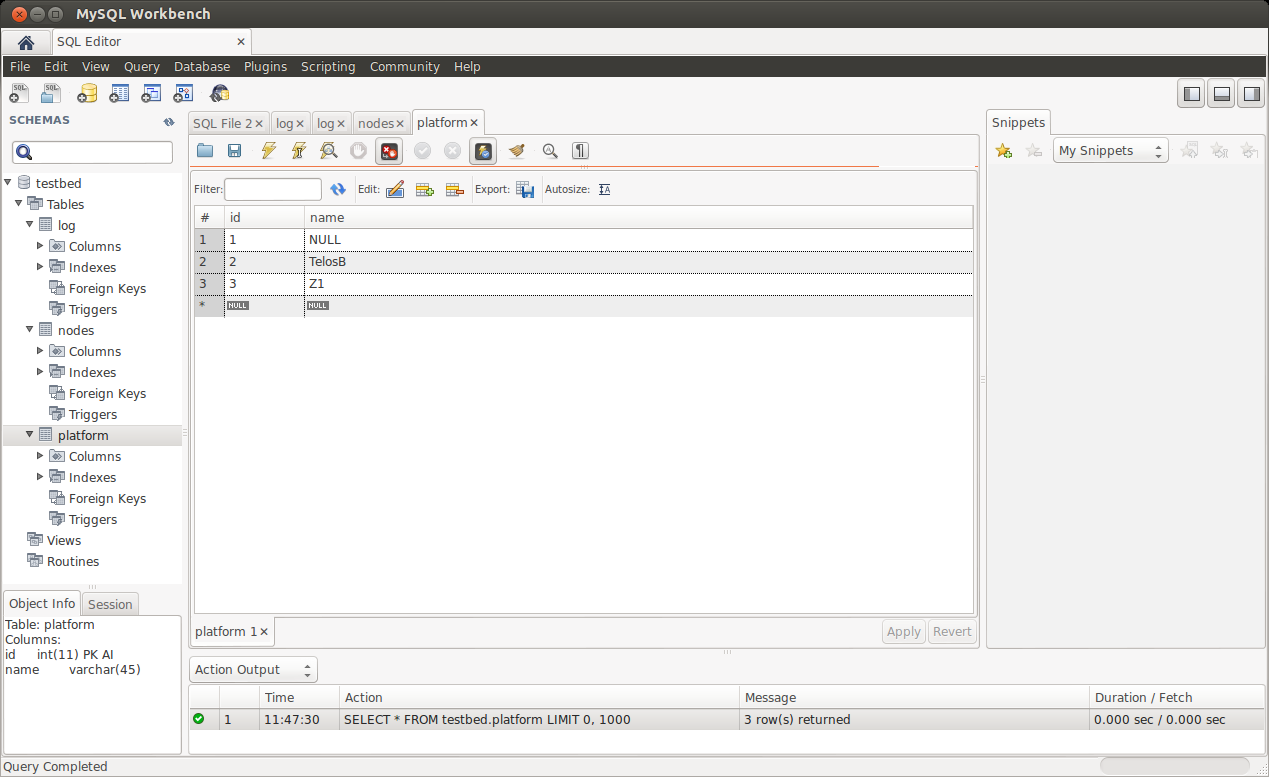 MySQL Workbench
SQL Editor
File Edit View Query Database Plugins Scripting Community Help
SQL SQL
SCHEMAS
SQL File 2 log log nodes platform
Snippets
My Snippets
Filter: Edit: Export: Autosize:
# id name
1 1 NULL
2 2 TelosB
3 3 Z1
* NULL NULL
testbed
Tables
log
Columns
Indexes
Foreign Keys
Triggers
nodes
Columns
Indexes
Foreign Keys
Triggers
platform
Columns
Indexes
Foreign Keys
Triggers
Views
Routines
Object Info Session
Table: platform
Columns:
id int(11) PK AI
name varchar(45)
platform 1 Apply Revert
Action Output
Time Action Message Duration / Fetch
1 11:47:30 SELECT * FROM testbed.platform LIMIT 0, 1000 3 row(s) returned 0.000 sec / 0.000 sec
Query Completed